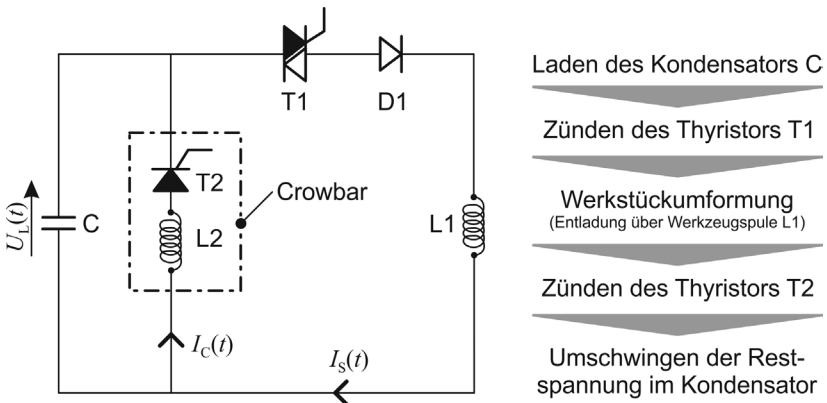 T1
D1
T2
Crowbar
U_L(t)
C
L2
L1
I_C(t)
I_S(t)
Laden des Kondensators C
Zünden des Thyristors T1
Werkstückumformung
(Entladung über Werkzeugspule L1)
Zünden des Thyristors T2
Umschwingen der Rest-
spannung im Kondensator